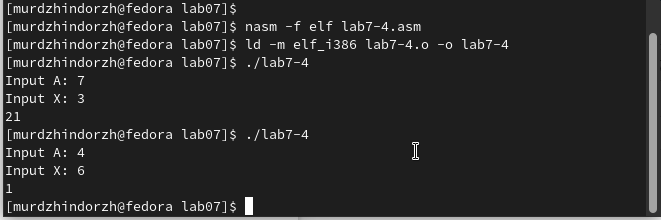 [murdzhindorzh@fedora lab07]$
[murdzhindorzh@fedora lab07]$ nasm -f elf lab7-4.asm
[murdzhindorzh@fedora lab07]$ ld -m elf_i386 lab7-4.o -o lab7-4
[murdzhindorzh@fedora lab07]$ ./lab7-4
Input A: 7
Input X: 3
21
[murdzhindorzh@fedora lab07]$ ./lab7-4
Input A: 4
Input X: 6
1
[murdzhindorzh@fedora lab07]$